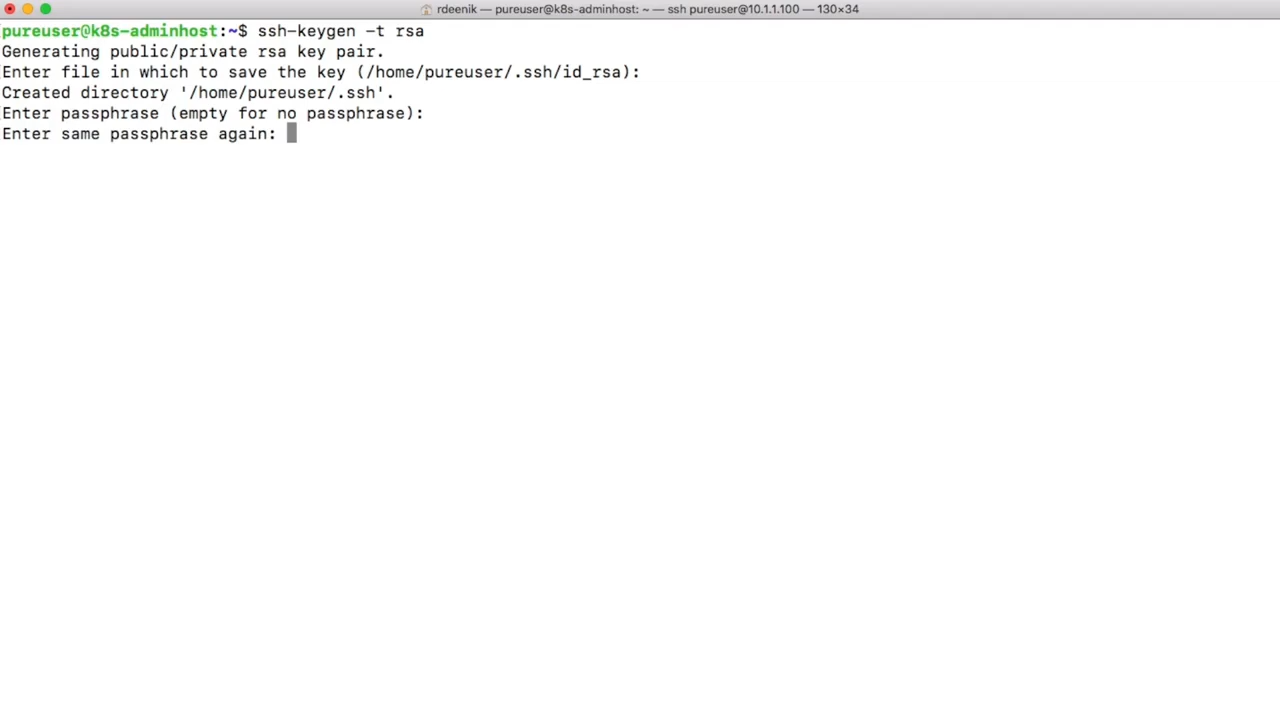 rdeenik — pureuser@k8s-adminhost: ~ — ssh pureuser@10.1.1.100 — 130×34
pureuser@k8s-adminhost:~$ ssh-keygen -t rsa
Generating public/private rsa key pair.
Enter file in which to save the key (/home/pureuser/.ssh/id_rsa):
Created directory '/home/pureuser/.ssh'.
Enter passphrase (empty for no passphrase):
Enter same passphrase again: